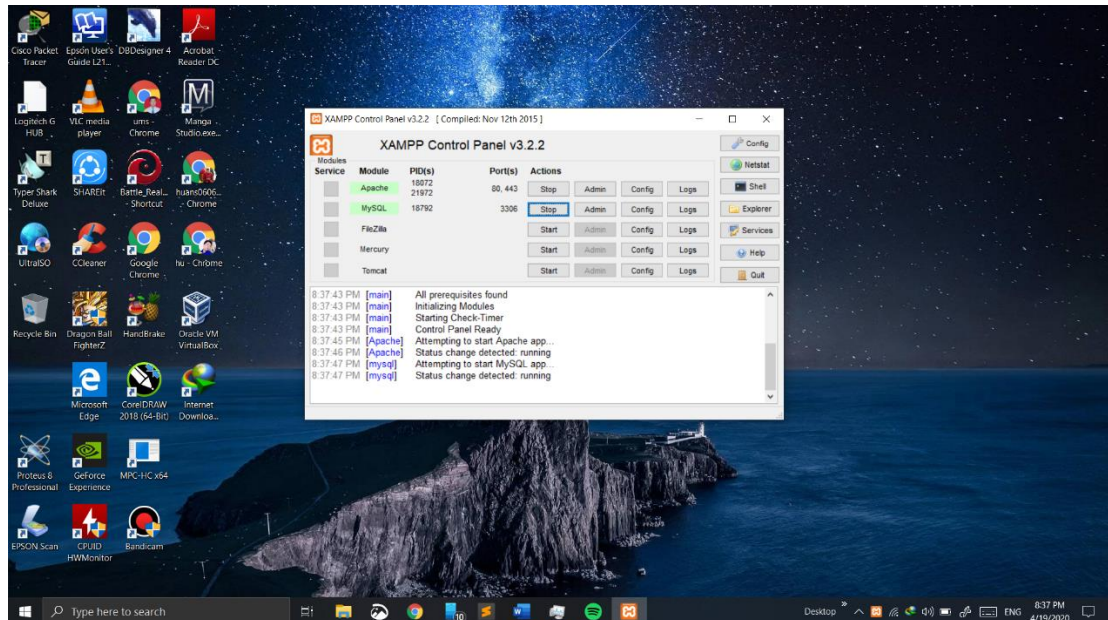 Cisco Packet
Tracer
Epson User's
Guide L21...
DBDesigner 4
Acrobat
Reader DC
Logitech G
HUB
VLC media
player
ums -
Chrome
Manga
Studio.exe...
Typer Shark
Deluxe
SHAREit
Battle_Real...
- Shortcut
huans0606...
- Chrome
UltraISO
CCleaner
Google
Chrome
hu - Chrome
Recycle Bin
Dragon Ball
FighterZ
HandBrake
Oracle VM
VirtualBox
Microsoft
Edge
CorelDRAW
2018 (64-Bit)
Internet
Downloa...
Proteus 8
Professional
GeForce
Experience
MPC-HC x64
EPSON Scan
CPUID
HWMonitor
Bandicam
XAMPP Control Panel v3.2.2 [ Compiled: Nov 12th 2015 ]
XAMPP Control Panel v3.2.2
Modules
Service Module PID(s) Port(s) Actions
Apache 18072 21972 80, 443 Stop Admin Config Logs
MySQL 18792 3306 Stop Admin Config Logs
FileZilla Start Admin Config Logs
Mercury Start Admin Config Logs
Tomcat Start Admin Config Logs
Config
Netstat
Shell
Explorer
Services
Help
Quit
8:37:43 PM [main] All prerequisites found
8:37:43 PM [main] Initializing Modules
8:37:43 PM [main] Starting Check-Timer
8:37:43 PM [main] Control Panel Ready
8:37:45 PM [Apache] Attempting to start Apache app...
8:37:46 PM [Apache] Status change detected: running
8:37:47 PM [mysql] Attempting to start MySQL app...
8:37:47 PM [mysql] Status change detected: running
Type here to search
Desktop
ENG
8:37 PM
4/19/2020